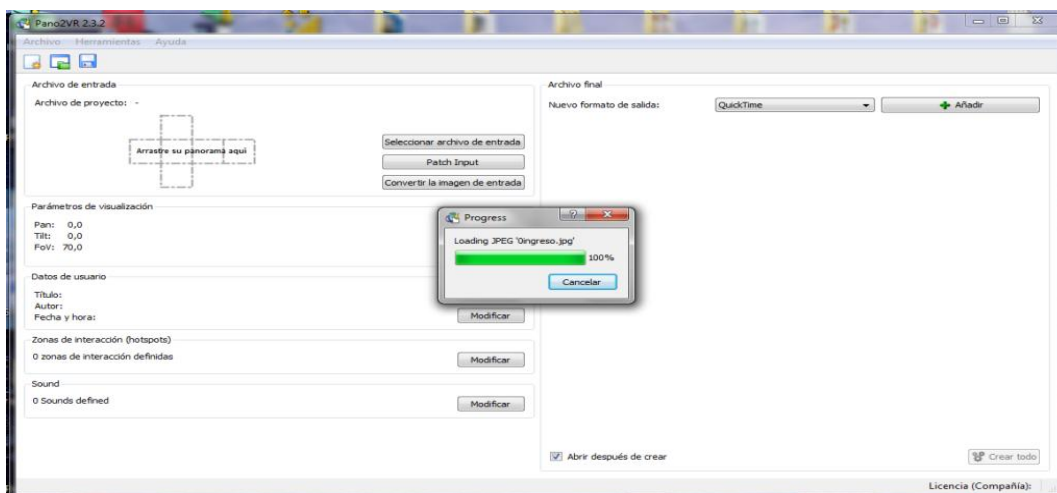 Pano2VR 2.3.2
Archivo Herramientas Ayuda
Archivo de entrada
Archivo de proyecto: -
Arrastre su panorama aqui
Seleccionar archivo de entrada
Patch Input
Convertir la imagen de entrada
Parámetros de visualización
Pan: 0,0
Tilt: 0,0
FoV: 70,0
Datos de usuario
Título:
Autor:
Fecha y hora:
Modificar
Zonas de interacción (hotspots)
0 zonas de interacción definidas
Modificar
Sound
0 Sounds defined
Modificar
Archivo final
Nuevo formato de salida:
QuickTime
Añadir
Progress
Loading JPEG '0ingreso.jpg'
100%
Cancelar
Abrir después de crear
Crear todo
Licencia (Compañía):